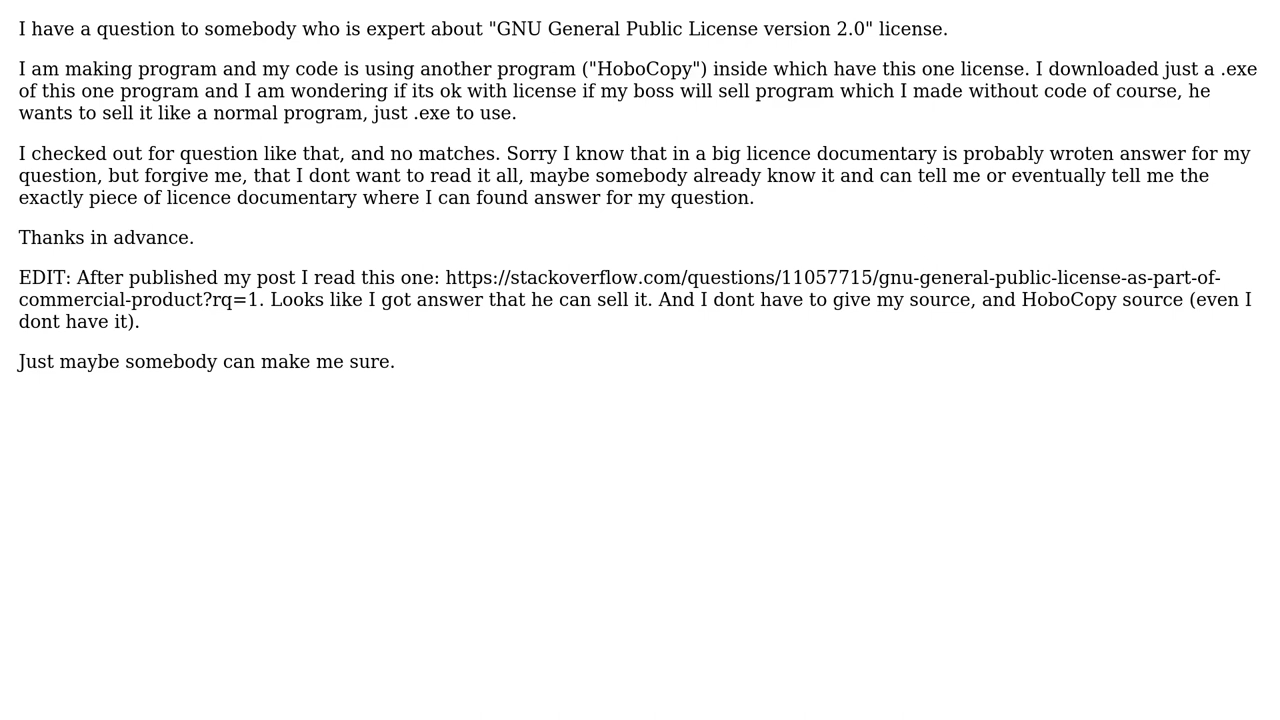 I have a question to somebody who is expert about "GNU General Public License version 2.0" license.
I am making program and my code is using another program ("HoboCopy") inside which have this one license. I downloaded just a .exe
of this one program and I am wondering if its ok with license if my boss will sell program which I made without code of course, he
wants to sell it like a normal program, just .exe to use.
I checked out for question like that, and no matches. Sorry I know that in a big licence documentary is probably wroten answer for my
question, but forgive me, that I dont want to read it all, maybe somebody already know it and can tell me or eventually tell me the
exactly piece of licence documentary where I can found answer for my question.
Thanks in advance.
EDIT: After published my post I read this one: https://stackoverflow.com/questions/11057715/gnu-general-public-license-as-part-of-
commercial-product?rq=1. Looks like I got answer that he can sell it. And I dont have to give my source, and HoboCopy source (even I
dont have it).
Just maybe somebody can make me sure.